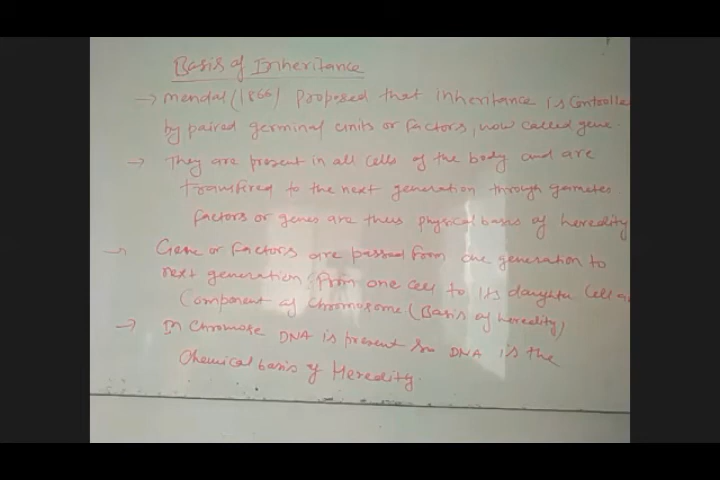 Basis of Inheritance
→ Mendal (1866) proposed that inheritance is controlle
by paired germinal units or factors, now called gene.
→ They are present in all cells of the body and are
transfred to the next generation through gametes.
factors or genes are thus physical basis of heredity
→ Gene or factors are passed from one generation to
next generation from one cell to its daughter cell as
Component of chromosome (Basis of heredity)
→ In chromose DNA is present so DNA is the
Chemical basis of Heredity.